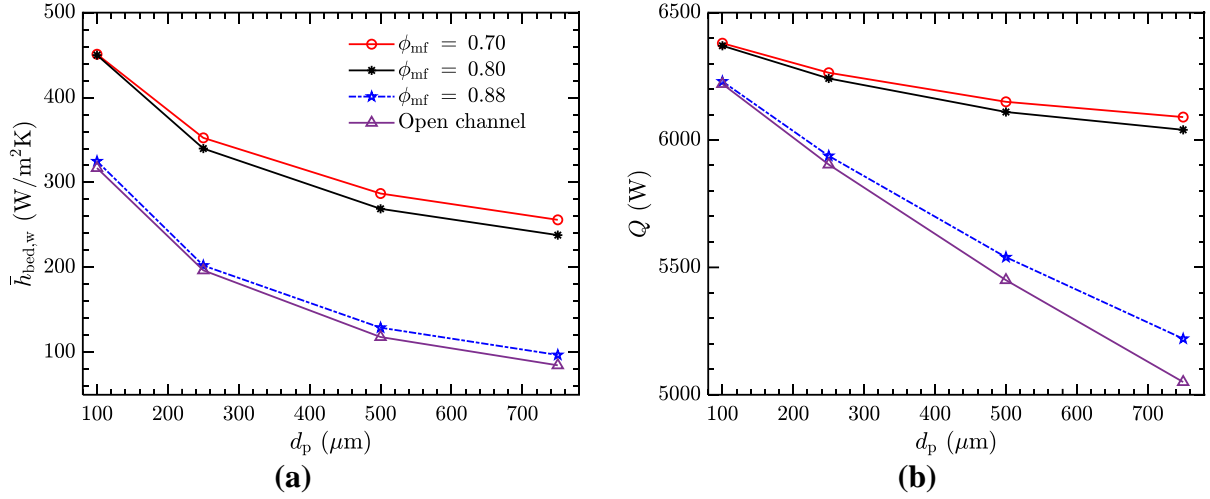 500
400
300
200
100
h̄bed,w (W/m²K)
ϕmf = 0.70
ϕmf = 0.80
ϕmf = 0.88
Open channel
100 200 300 400 500 600 700
dp (μm)
(a)
6500
6000
5500
5000
Q (W)
100 200 300 400 500 600 700
dp (μm)
(b)